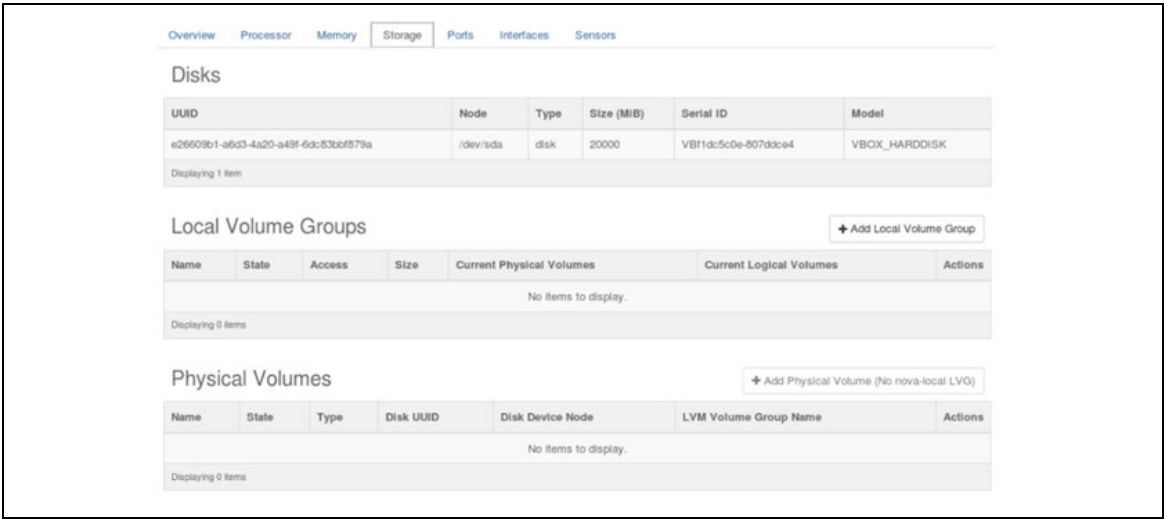 Overview Processor Memory Storage Ports Interfaces Sensors
Disks
UUID Node Type Size (MiB) Serial ID Model
e26609b1-a6d3-4a20-a49f-6dc83bbf879a /dev/sda disk 20000 VBf1dc5c0e-807ddce4 VBOX_HARDDISK
Displaying 1 item
Local Volume Groups
+ Add Local Volume Group
Name State Access Size Current Physical Volumes Current Logical Volumes Actions
No items to display.
Displaying 0 items
Physical Volumes
+ Add Physical Volume (No nova-local LVG)
Name State Type Disk UUID Disk Device Node LVM Volume Group Name Actions
No items to display.
Displaying 0 items